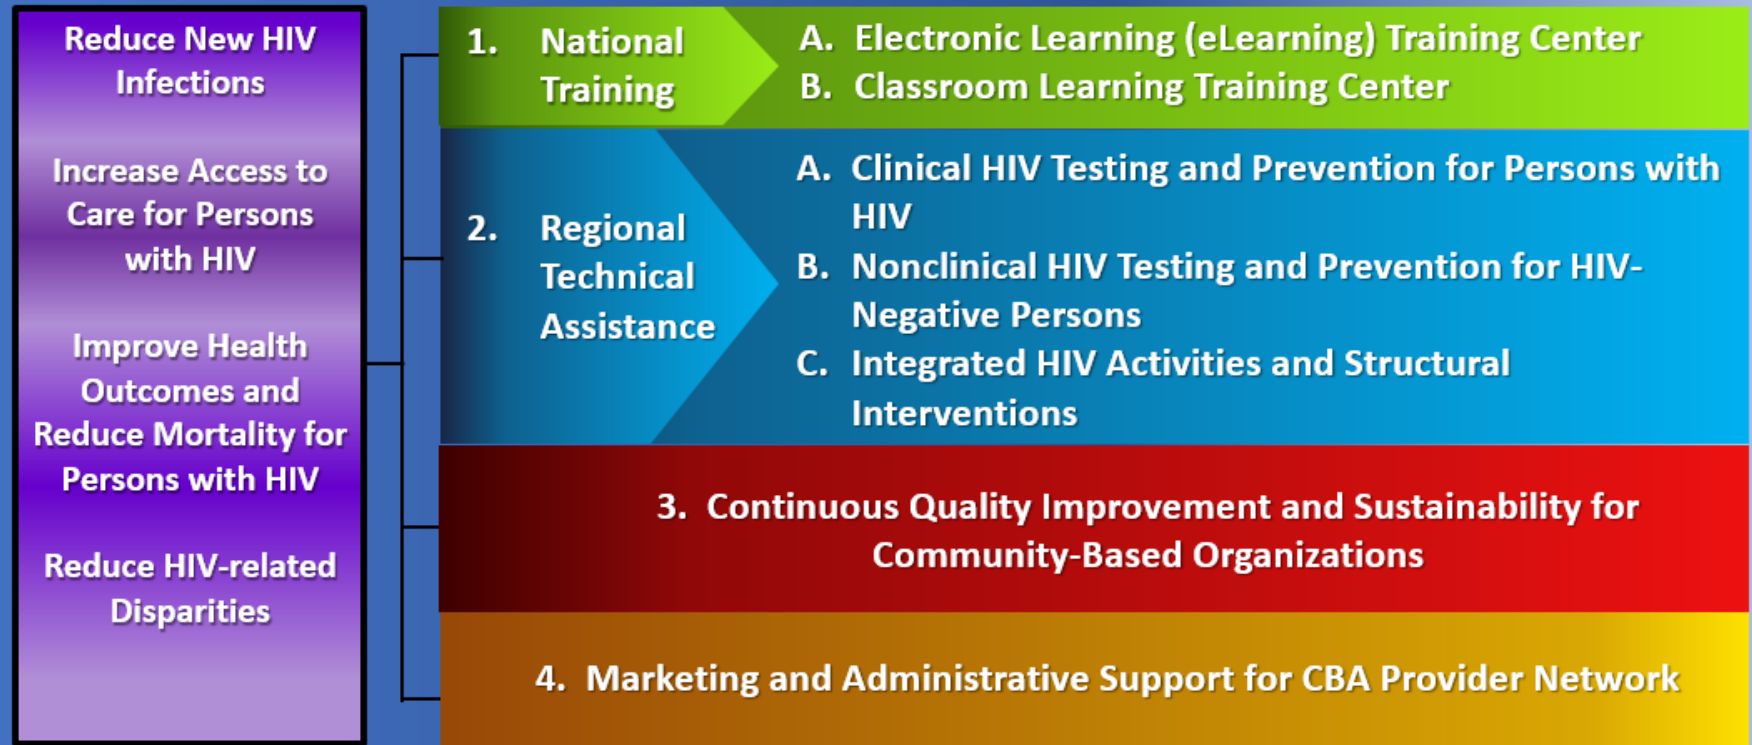 Reduce New HIV
Infections
Increase Access to
Care for Persons
with HIV
Improve Health
Outcomes and
Reduce Mortality for
Persons with HIV
Reduce HIV-related
Disparities
1. National
Training
A. Electronic Learning (eLearning) Training Center
B. Classroom Learning Training Center
2. Regional
Technical
Assistance
A. Clinical HIV Testing and Prevention for Persons with
HIV
B. Nonclinical HIV Testing and Prevention for HIV-
Negative Persons
C. Integrated HIV Activities and Structural
Interventions
3. Continuous Quality Improvement and Sustainability for
Community-Based Organizations
4. Marketing and Administrative Support for CBA Provider Network